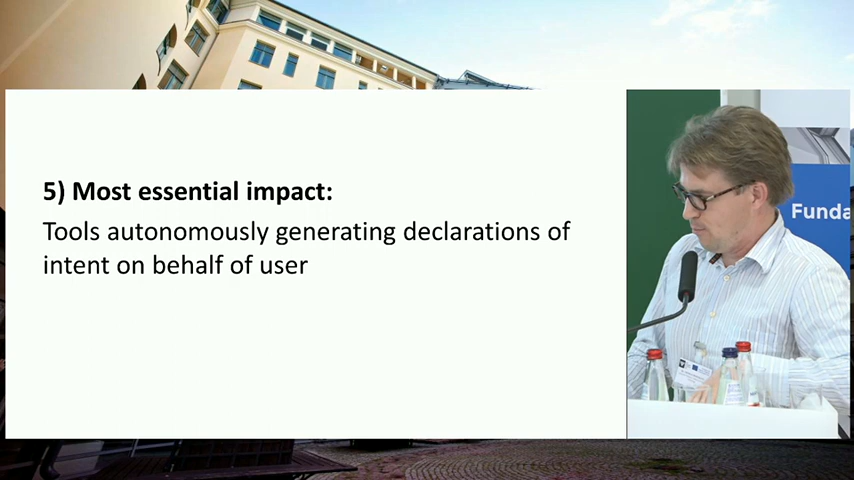 5) Most essential impact:
Tools autonomously generating declarations of
intent on behalf of user
Funda